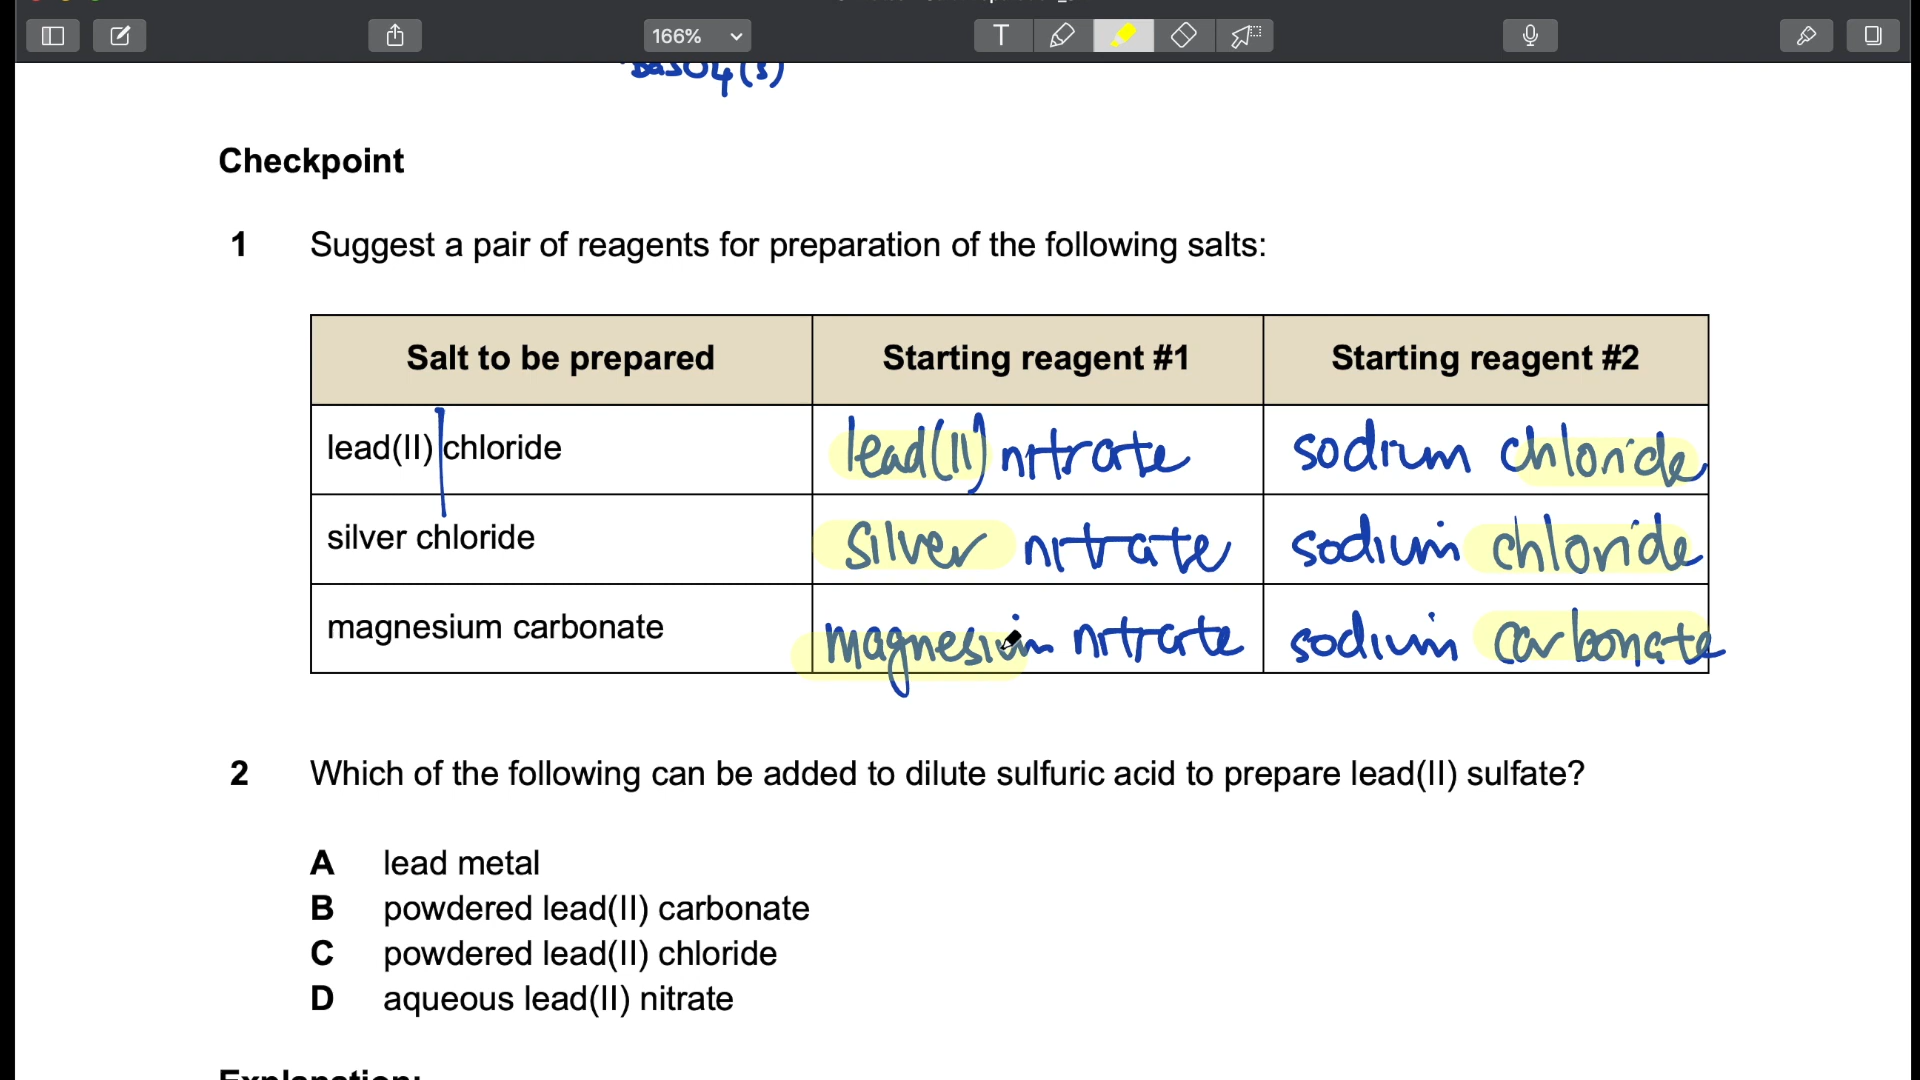 166%
BaSO4(s)
Checkpoint
1 Suggest a pair of reagents for preparation of the following salts:
Salt to be prepared Starting reagent #1 Starting reagent #2
lead(II) chloride lead(II) nitrate sodium chloride
silver chloride silver nitrate sodium chloride
magnesium carbonate magnesium nitrate sodium carbonate
2 Which of the following can be added to dilute sulfuric acid to prepare lead(II) sulfate?
A lead metal
B powdered lead(II) carbonate
C powdered lead(II) chloride
D aqueous lead(II) nitrate
Explanation: